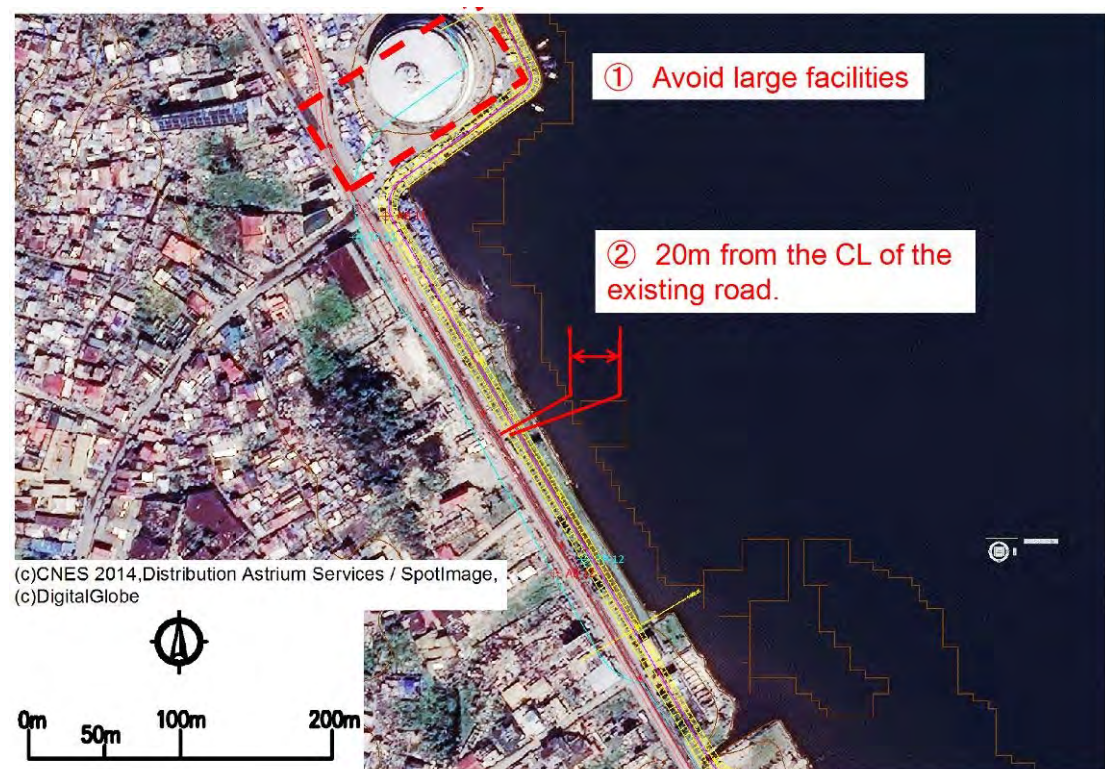 ① Avoid large facilities
② 20m from the CL of the
existing road.
(c)CNES 2014,Distribution Astrium Services / SpotImage,
(c)DigitalGlobe
0m
50m
100m
200m